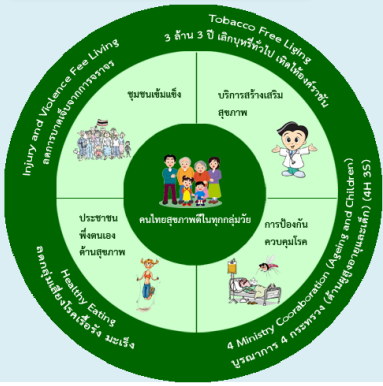 Tobacco Free Liging
3 ล้าน 3 ปี เลิกบุหรี่ทั่วไป เทิดไท้องค์ราชัน
Injury and Violence Fee Living
ลดการบาดเจ็บจากการจราจร
ชุมชนเข้มแข็ง
บริการสร้างเสริม
สุขภาพ
คนไทยสุขภาพดีในทุกกลุ่มวัย
ประชาชน
พึ่งตนเอง
ด้านสุขภาพ
การป้องกัน
ควบคุมโรค
Healthy Eating
ลดกลุ่มเสี่ยงโรคเรื้อรัง มะเร็ง
4 Ministry Cooraboration (Ageing and Children)
บูรณาการ 4 กระทรวง (ด้านผู้สูงอายุและเด็ก) (4H 3S)